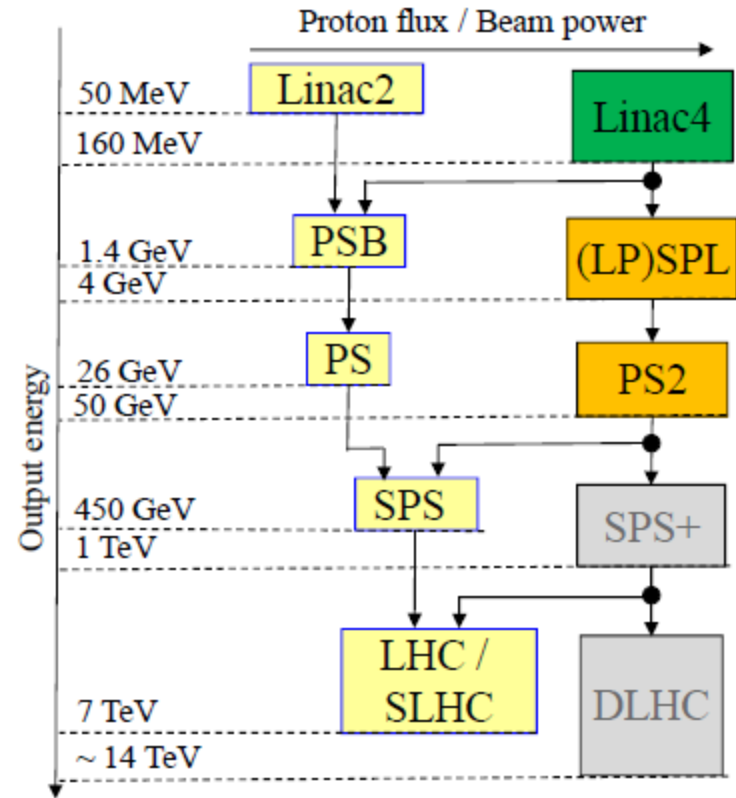 Proton flux / Beam power
50 MeV
Linac2
Linac4
160 MeV
PSB
(LP)SPL
1.4 GeV
4 GeV
PS
PS2
26 GeV
50 GeV
Output energy
SPS
SPS+
450 GeV
1 TeV
LHC /
SLHC
DLHC
7 TeV
~ 14 TeV